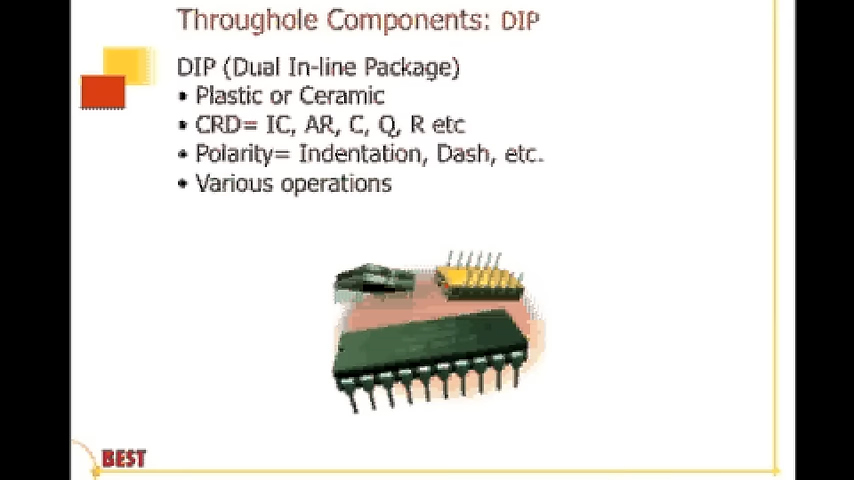 Throughole Components: DIP
DIP (Dual In-line Package)
• Plastic or Ceramic
• CRD= IC, AR, C, Q, R etc
• Polarity= Indentation, Dash, etc.
• Various operations
BEST